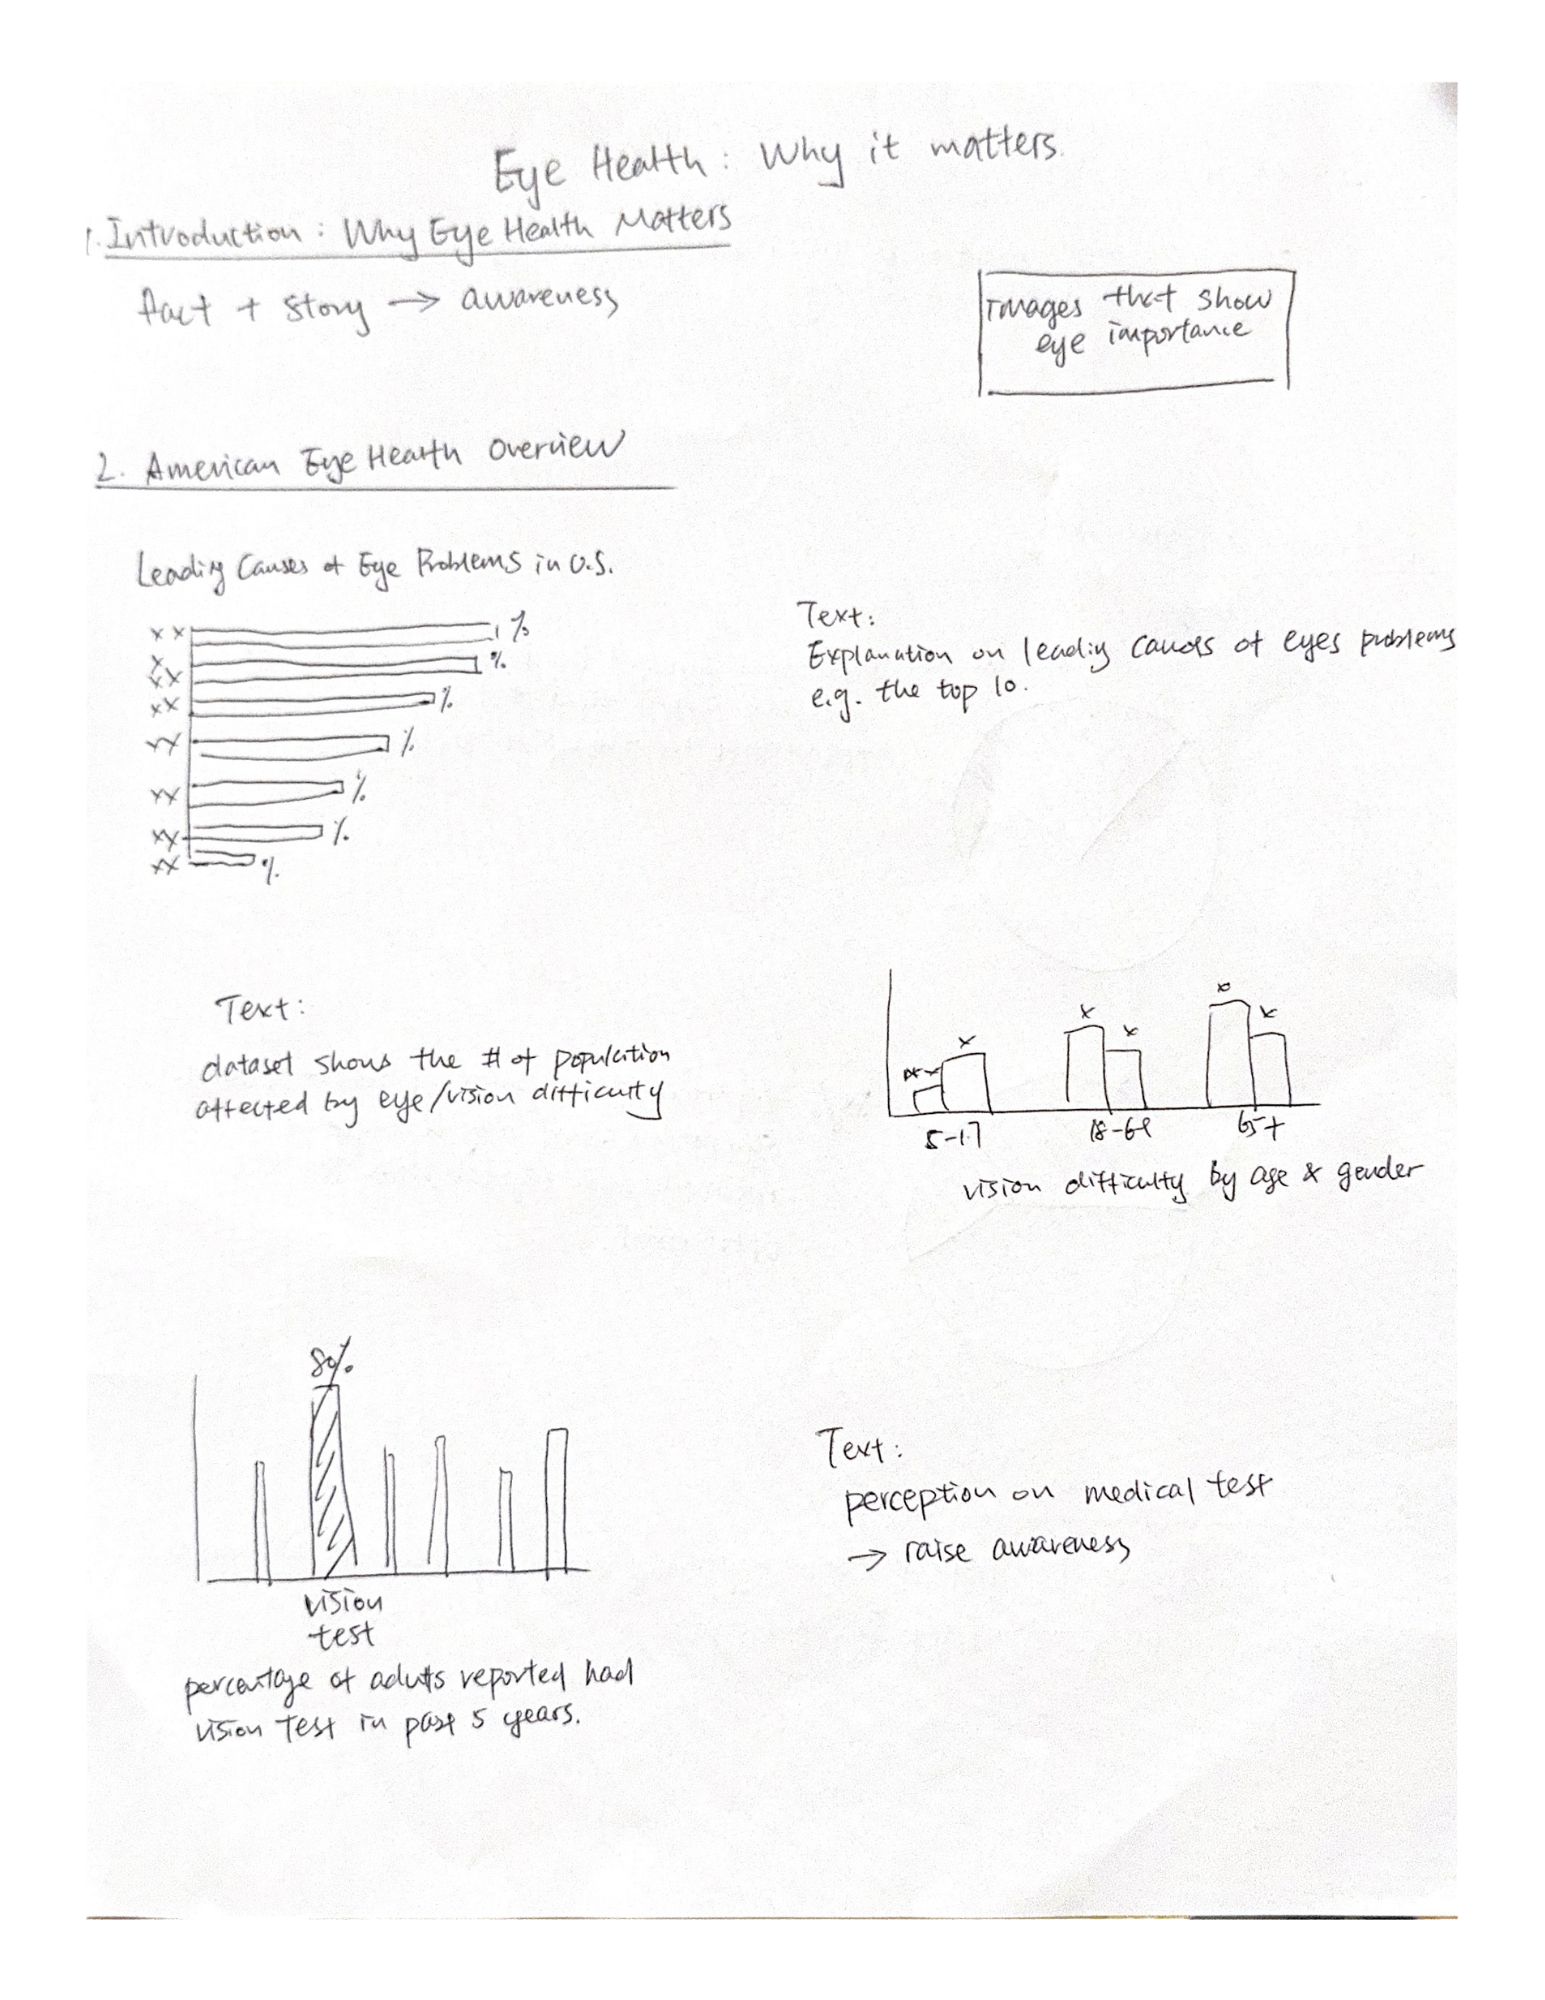 Eye Health: Why it matters.
1. Introduction: Why Eye Health Matters
fact + story → awareness
Images that show
eye importance
2. American Eye Health Overview
Leading Causes of Eye Problems in U.S.
xx %
xx %
xx %
xx %
xx %
xx %
xx %
Text:
Explanation on leading causes of eyes problems
e.g. the top 10.
Text:
dataset shows the # of population
affected by eye/vision difficulty
x x x x x
5-17 18-64 65+
vision difficulty by age & gender
80%
vision
test
percentage of adults reported had
vision test in past 5 years.
Text:
perception on medical test
→ raise awareness